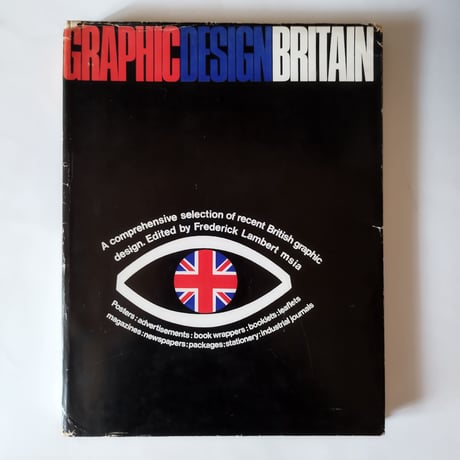 GRAPHICDESIGNBRITAIN
A comprehensive selection of recent British graphic
design. Edited by Frederick Lambert msia
Posters:advertisements:book wrappers:booklets:leaflets
magazines:newspapers:packages:stationery:industrial journals